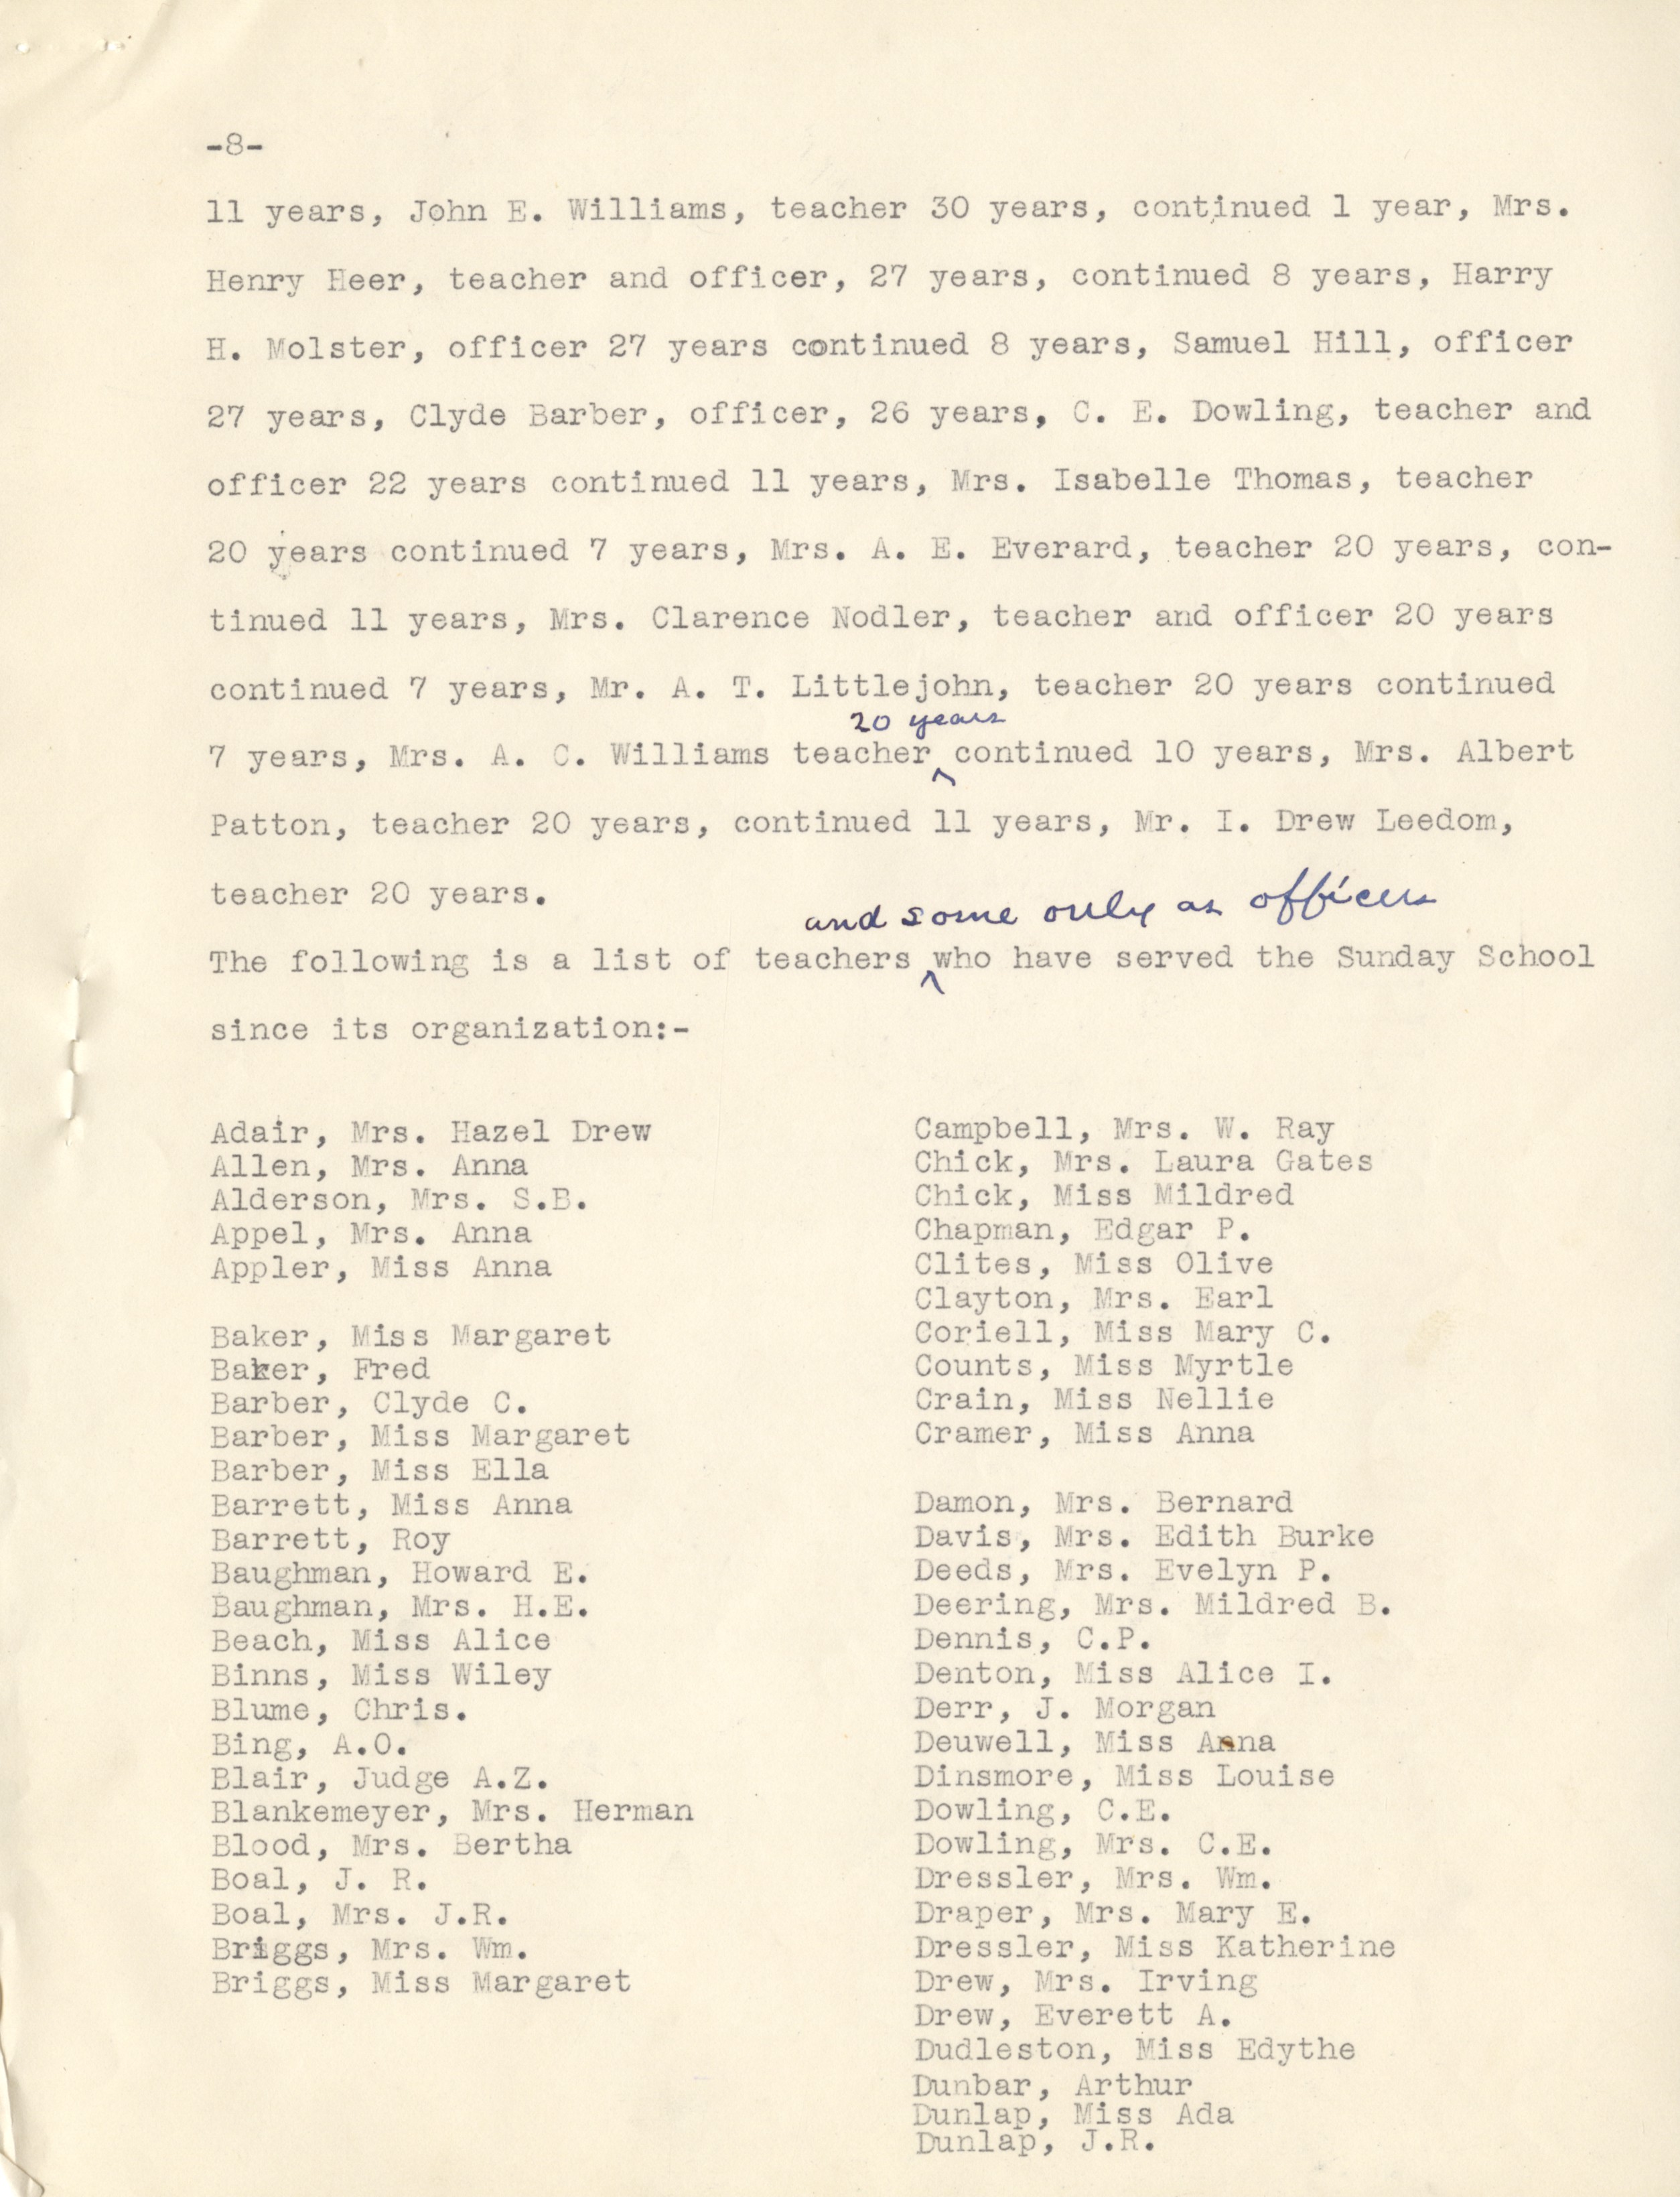 -8-
11 years, John E. Williams, teacher 30 years, continued 1 year, Mrs.
Henry Heer, teacher and officer, 27 years, continued 8 years, Harry
H. Molster, officer 27 years continued 8 years, Samuel Hill, officer
27 years, Clyde Barber, officer, 26 years, C. E. Dowling, teacher and
officer 22 years continued 11 years, Mrs. Isabelle Thomas, teacher
20 years continued 7 years, Mrs. A. E. Everard, teacher 20 years, con-
tinued 11 years, Mrs. Clarence Nodler, teacher and officer 20 years
continued 7 years, Mr. A. T. Littlejohn, teacher 20 years continued
20 years
7 years, Mrs. A. C. Williams teacher ^ continued 10 years, Mrs. Albert
Patton, teacher 20 years, continued 11 years, Mr. I. Drew Leedom,
teacher 20 years.
and some only as officers
The following is a list of teachers ^ who have served the Sunday School
since its organization:-
Adair, Mrs. Hazel Drew
Allen, Mrs. Anna
Alderson, Mrs. S.B.
Appel, Mrs. Anna
Appler, Miss Anna
Baker, Miss Margaret
Baker, Fred
Barber, Clyde C.
Barber, Miss Margaret
Barber, Miss Ella
Barrett, Miss Anna
Barrett, Roy
Baughman, Howard E.
Baughman, Mrs. H.E.
Beach, Miss Alice
Binns, Miss Wiley
Blume, Chris.
Bing, A.O.
Blair, Judge A.Z.
Blankemeyer, Mrs. Herman
Blood, Mrs. Bertha
Boal, J. R.
Boal, Mrs. J.R.
Briggs, Mrs. Wm.
Briggs, Miss Margaret
Campbell, Mrs. W. Ray
Chick, Mrs. Laura Gates
Chick, Miss Mildred
Chapman, Edgar P.
Clites, Miss Olive
Clayton, Mrs. Earl
Coriell, Miss Mary C.
Counts, Miss Myrtle
Crain, Miss Nellie
Cramer, Miss Anna
Damon, Mrs. Bernard
Davis, Mrs. Edith Burke
Deeds, Mrs. Evelyn P.
Deering, Mrs. Mildred B.
Dennis, C.P.
Denton, Miss Alice I.
Derr, J. Morgan
Deuwell, Miss Anna
Dinsmore, Miss Louise
Dowling, C.E.
Dowling, Mrs. C.E.
Dressler, Mrs. Wm.
Draper, Mrs. Mary E.
Dressler, Miss Katherine
Drew, Mrs. Irving
Drew, Everett A.
Dudleston, Miss Edythe
Dunbar, Arthur
Dunlap, Miss Ada
Dunlap, J.R.